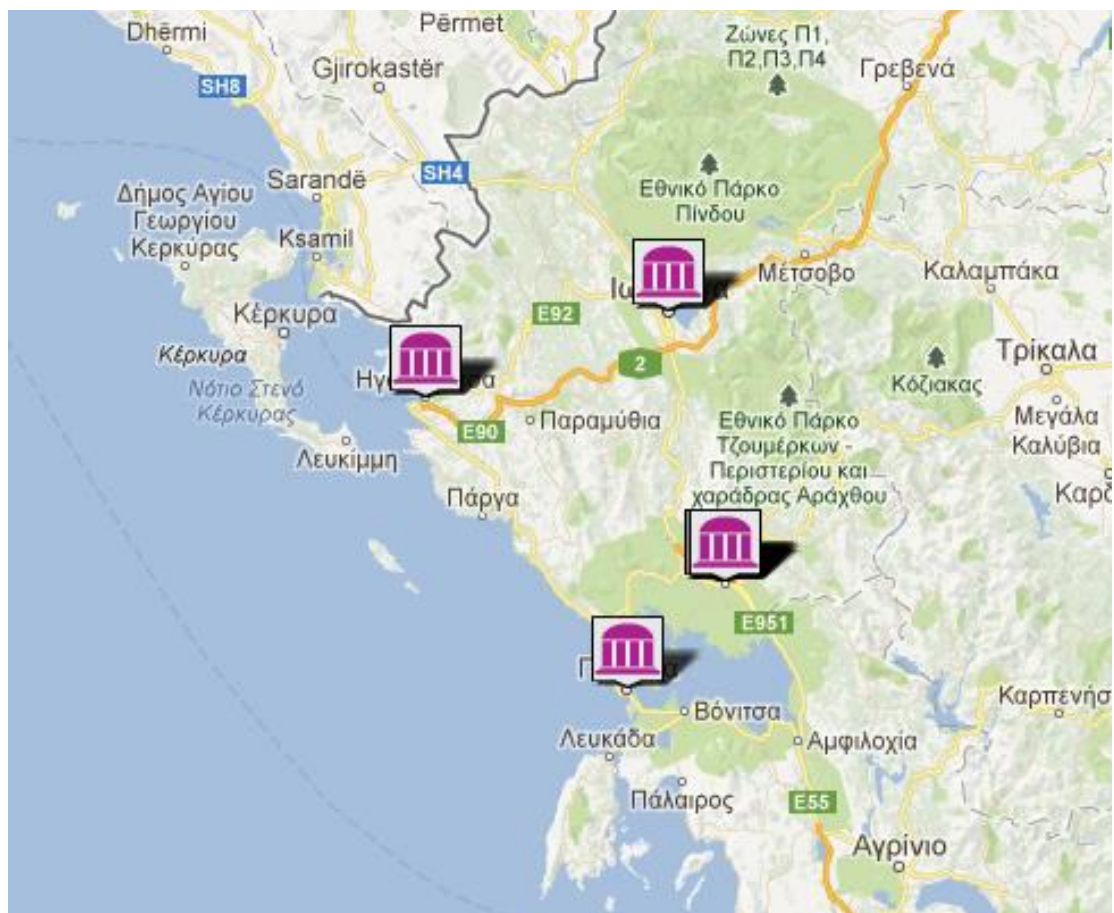 Dhërmi
Përmet
Ζώνες Π1,
Π2,Π3,Π4
Gjirokastër
Γρεβενά
SH8
SH4
Sarandë
Εθνικό Πάρκο
Πίνδου
Δήμος Αγίου
Γεωργίου
Κερκύρας
Ksamil
Μέτσοβο
Καλαμπάκα
Κέρκυρα
E92
Κέρκυρα
2
Τρίκαλα
Κόζιακας
Νότιο Στενό
Κέρκυρας
E90
Παραμύθια
Εθνικό Πάρκο
Τζουμέρκων -
Περιστερίου και
χαράδρας Αράχθου
Μεγάλα
Καλύβια
Λευκίμμη
Πάργα
E951
Βόνιτσα
Λευκάδα
Αμφιλοχία
Πάλαιρος
E55
Αγρίνιο